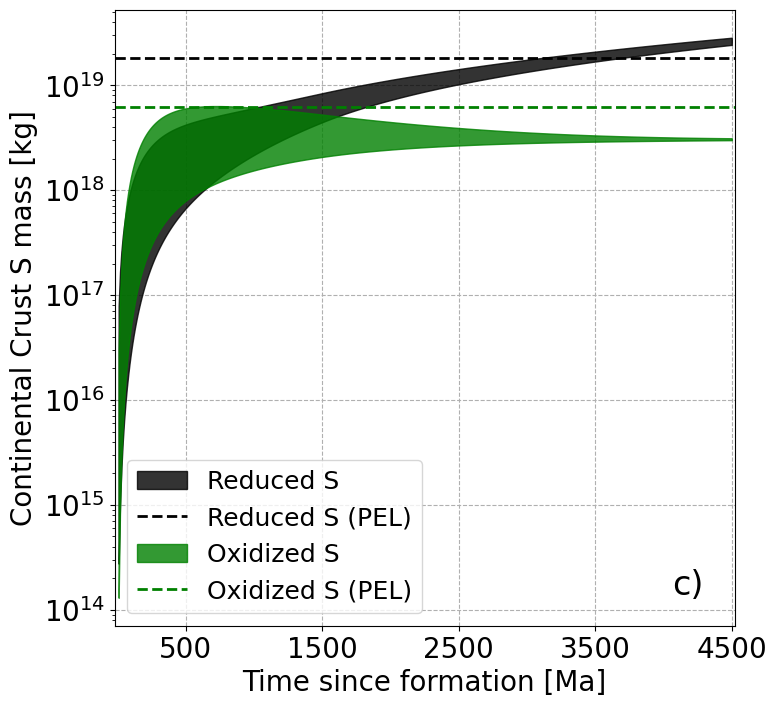 Continental Crust S mass [kg]
10^19
10^18
10^17
10^16
10^15
10^14
Reduced S
Reduced S (PEL)
Oxidized S
Oxidized S (PEL)
c)
500 1500 2500 3500 4500
Time since formation [Ma]